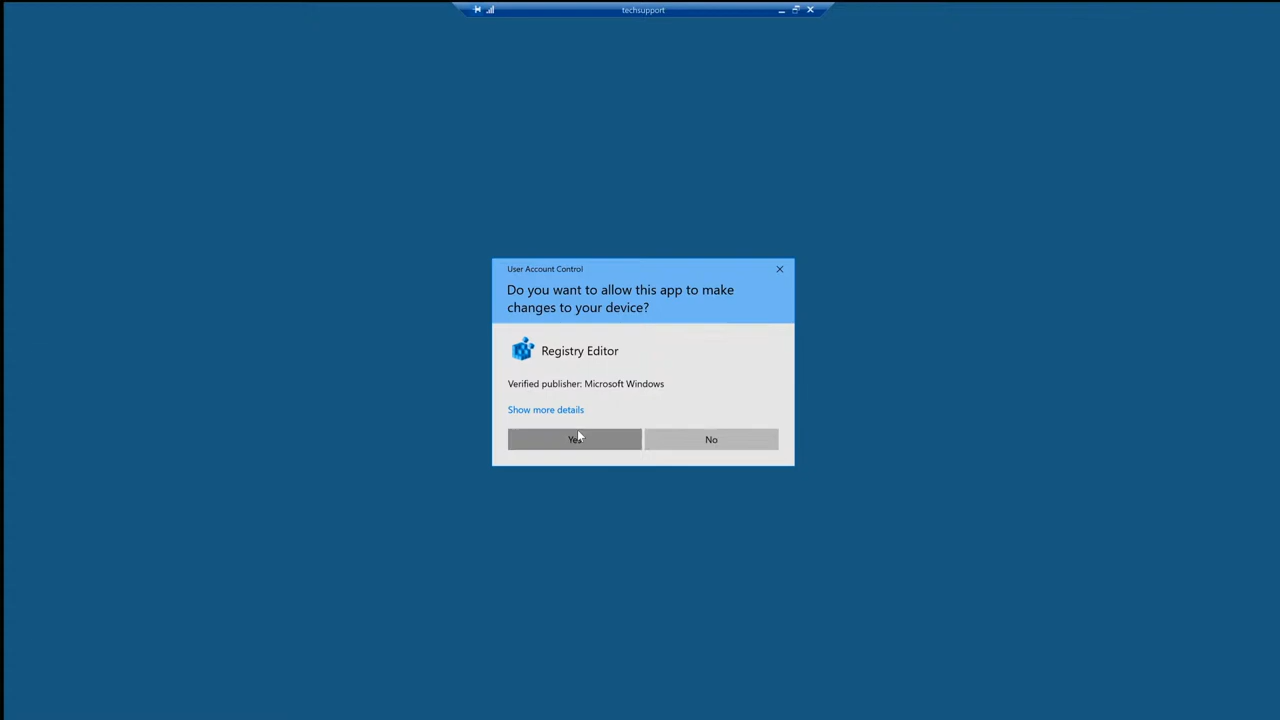 techsupport
User Account Control
Do you want to allow this app to make
changes to your device?
Registry Editor
Verified publisher: Microsoft Windows
Show more details
Yes
No